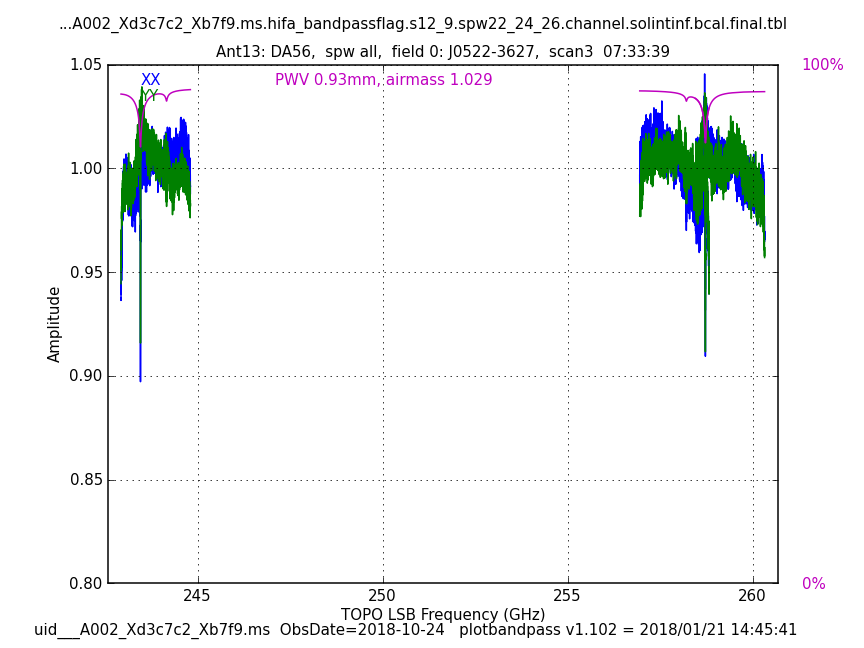 ...A002_Xd3c7c2_Xb7f9.ms.hifa_bandpassflag.s12_9.spw22_24_26.channel.solintinf.bcal.final.tbl
Ant13: DA56, spw all, field 0: J0522-3627, scan3 07:33:39
1.05
XX
YY
PWV 0.93mm, airmass 1.029
100%
1.00
0.95
Amplitude
0.90
0.85
0.80
0%
245
250
255
260
TOPO LSB Frequency (GHz)
uid___A002_Xd3c7c2_Xb7f9.ms ObsDate=2018-10-24 plotbandpass v1.102 = 2018/01/21 14:45:41